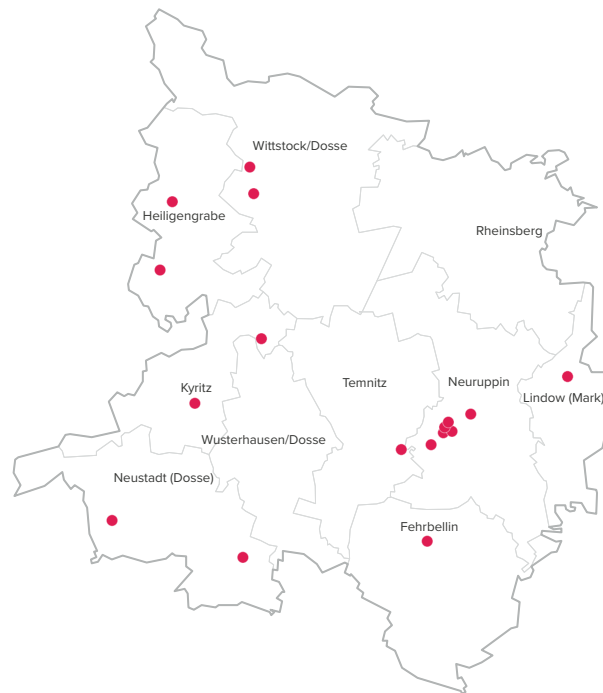 Wittstock/Dosse
Heiligengrabe
Rheinsberg
Kyritz
Temnitz
Neuruppin
Lindow (Mark)
Wusterhausen/Dosse
Neustadt (Dosse)
Fehrbellin